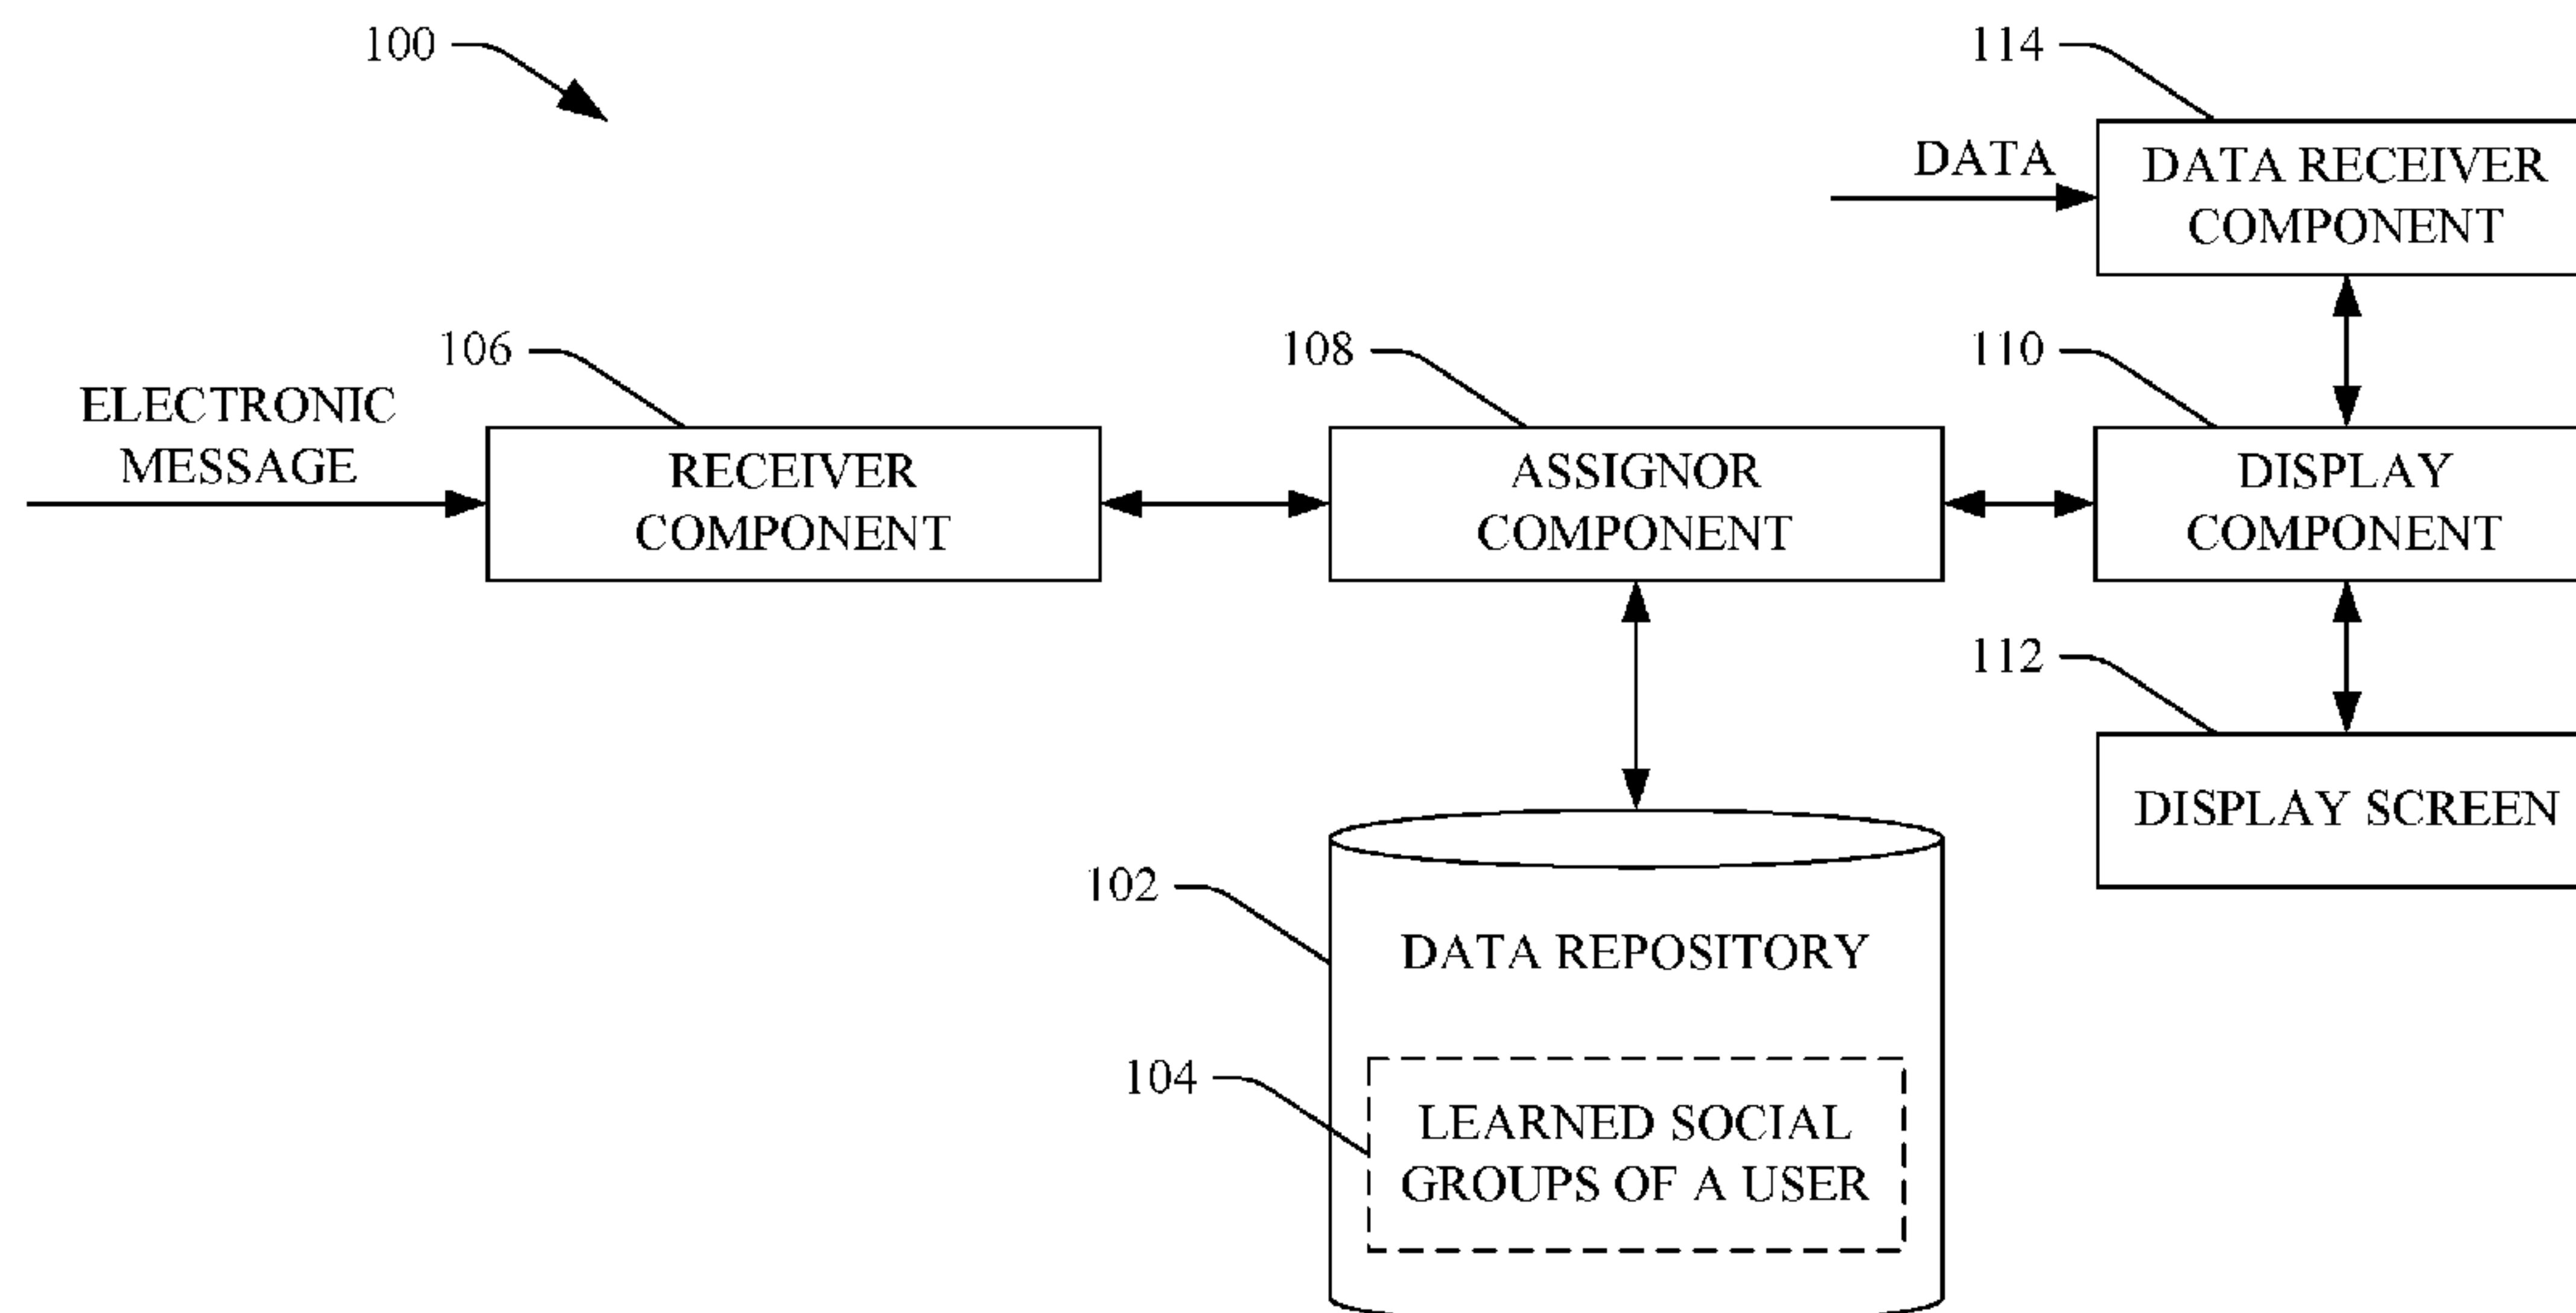 100
114
DATA
DATA RECEIVER
COMPONENT
106
108
110
ELECTRONIC
MESSAGE
RECEIVER
COMPONENT
ASSIGNOR
COMPONENT
DISPLAY
COMPONENT
112
DISPLAY SCREEN
102
DATA REPOSITORY
104
LEARNED SOCIAL
GROUPS OF A USER